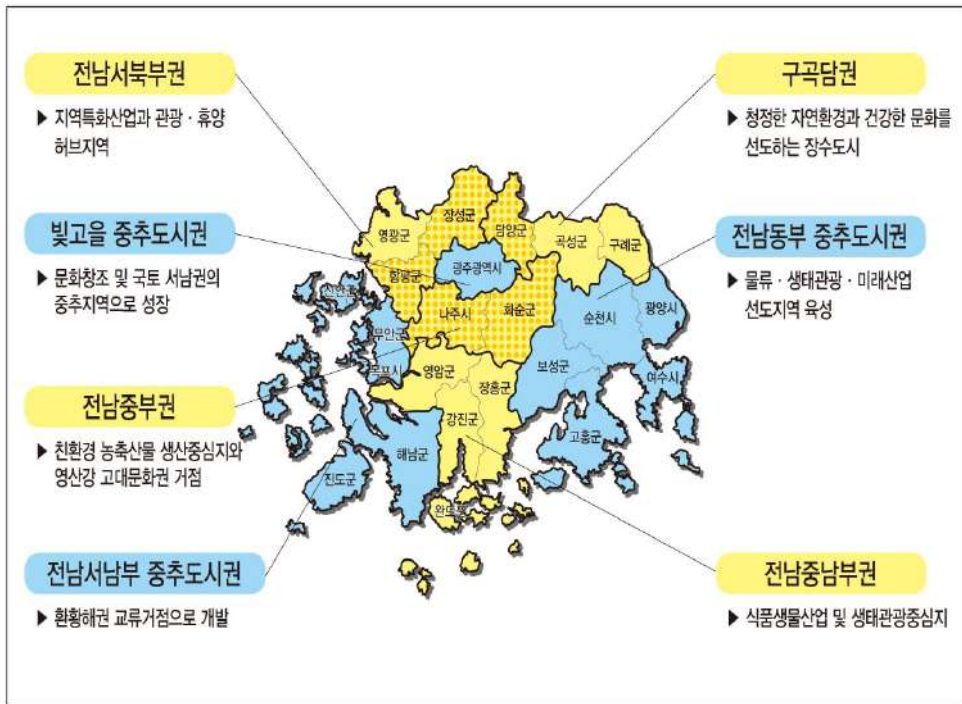 전남서북부권
▶ 지역특화산업과 관광 · 휴양
허브지역
빛고을 중추도시권
▶ 문화창조 및 국토 서남권의
중추지역으로 성장
전남중부권
▶ 친환경 농축산물 생산중심지와
영산강 고대문화권 거점
전남서남부 중추도시권
▶ 환황해권 교류거점으로 개발
구곡담권
▶ 청정한 자연환경과 건강한 문화를
선도하는 장수도시
전남동부 중추도시권
▶ 물류 · 생태관광 · 미래산업
선도지역 육성
전남중남부권
▶ 식품생물산업 및 생태관광중심지
장성군
영광군
담양군
곡성군
구례군
광주광역시
함평군
신안군
나주시
화순군
순천시
광양시
무안군
목포시
영암군
장흥군
보성군
여수시
강진군
고흥군
해남군
진도군
완도군